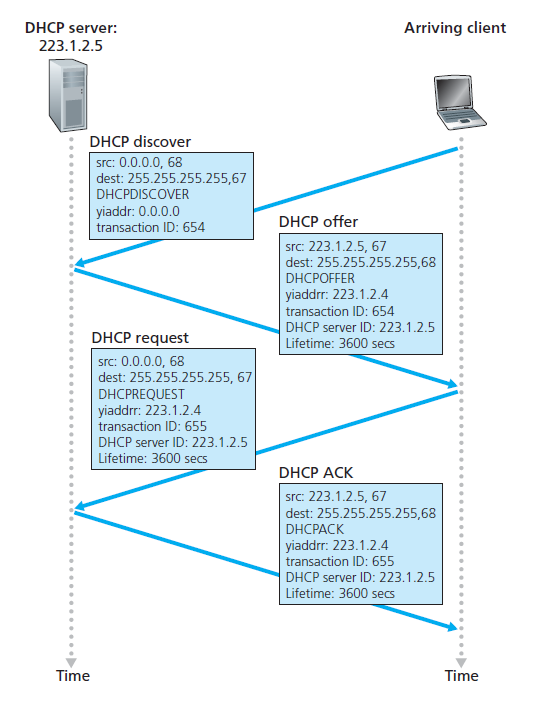 DHCP server:
223.1.2.5
Arriving client
DHCP discover
src: 0.0.0.0, 68
dest: 255.255.255.255,67
DHCPDISCOVER
yiaddr: 0.0.0.0
transaction ID: 654
DHCP offer
src: 223.1.2.5, 67
dest: 255.255.255.255,68
DHCPOFFER
yiaddrr: 223.1.2.4
transaction ID: 654
DHCP server ID: 223.1.2.5
Lifetime: 3600 secs
DHCP request
src: 0.0.0.0, 68
dest: 255.255.255.255, 67
DHCPREQUEST
yiaddrr: 223.1.2.4
transaction ID: 655
DHCP server ID: 223.1.2.5
Lifetime: 3600 secs
DHCP ACK
src: 223.1.2.5, 67
dest: 255.255.255.255,68
DHCPACK
yiaddrr: 223.1.2.4
transaction ID: 655
DHCP server ID: 223.1.2.5
Lifetime: 3600 secs
Time
Time